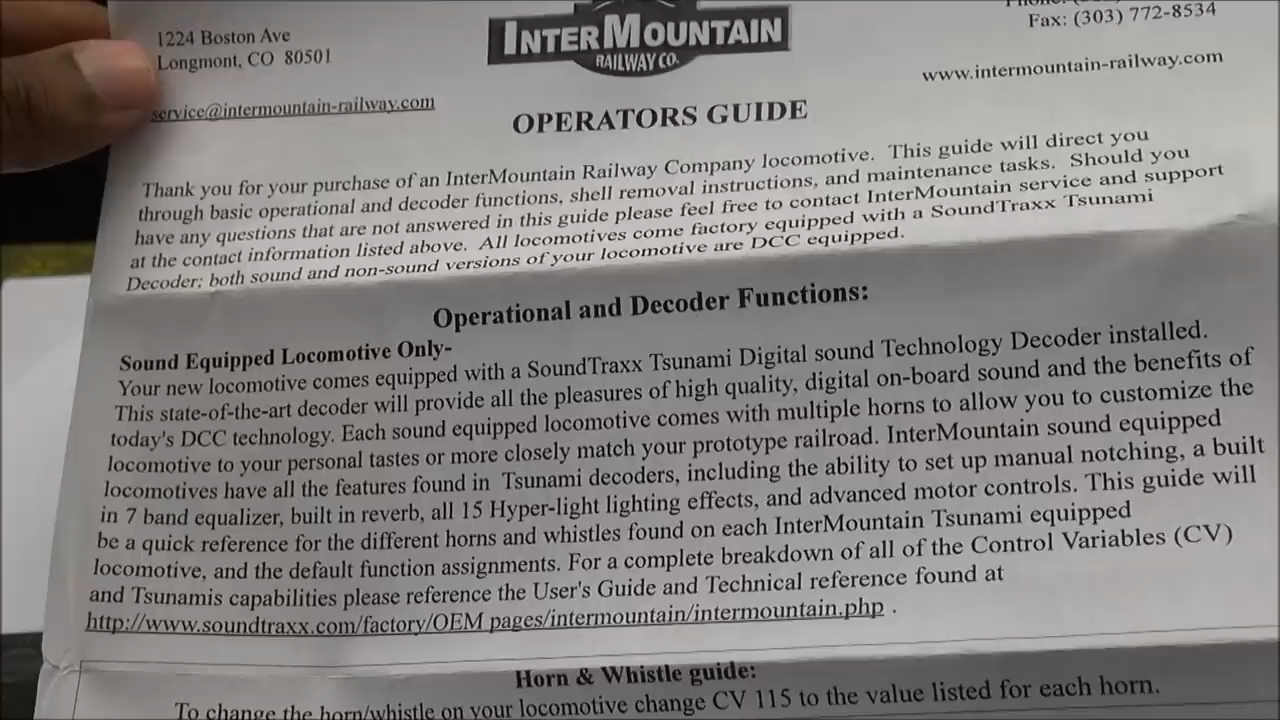 1224 Boston Ave
Longmont, CO 80501
service@intermountain-railway.com
INTERMOUNTAIN
RAILWAY CO.
Fax: (303) 772-8534
www.intermountain-railway.com
OPERATORS GUIDE
Thank you for your purchase of an InterMountain Railway Company locomotive. This guide will direct you
through basic operational and decoder functions, shell removal instructions, and maintenance tasks. Should you
have any questions that are not answered in this guide please feel free to contact InterMountain service and support
at the contact information listed above. All locomotives come factory equipped with a SoundTraxx Tsunami
Decoder; both sound and non-sound versions of your locomotive are DCC equipped.
Operational and Decoder Functions:
Sound Equipped Locomotive Only-
Your new locomotive comes equipped with a SoundTraxx Tsunami Digital sound Technology Decoder installed.
This state-of-the-art decoder will provide all the pleasures of high quality, digital on-board sound and the benefits of
today's DCC technology. Each sound equipped locomotive comes with multiple horns to allow you to customize the
locomotive to your personal tastes or more closely match your prototype railroad. InterMountain sound equipped
locomotives have all the features found in Tsunami decoders, including the ability to set up manual notching, a built
in 7 band equalizer, built in reverb, all 15 Hyper-light lighting effects, and advanced motor controls. This guide will
be a quick reference for the different horns and whistles found on each InterMountain Tsunami equipped
locomotive, and the default function assignments. For a complete breakdown of all of the Control Variables (CV)
and Tsunamis capabilities please reference the User's Guide and Technical reference found at
http://www.soundtraxx.com/factory/OEM pages/intermountain/intermountain.php .
Horn & Whistle guide:
To change the horn/whistle on your locomotive change CV 115 to the value listed for each horn.